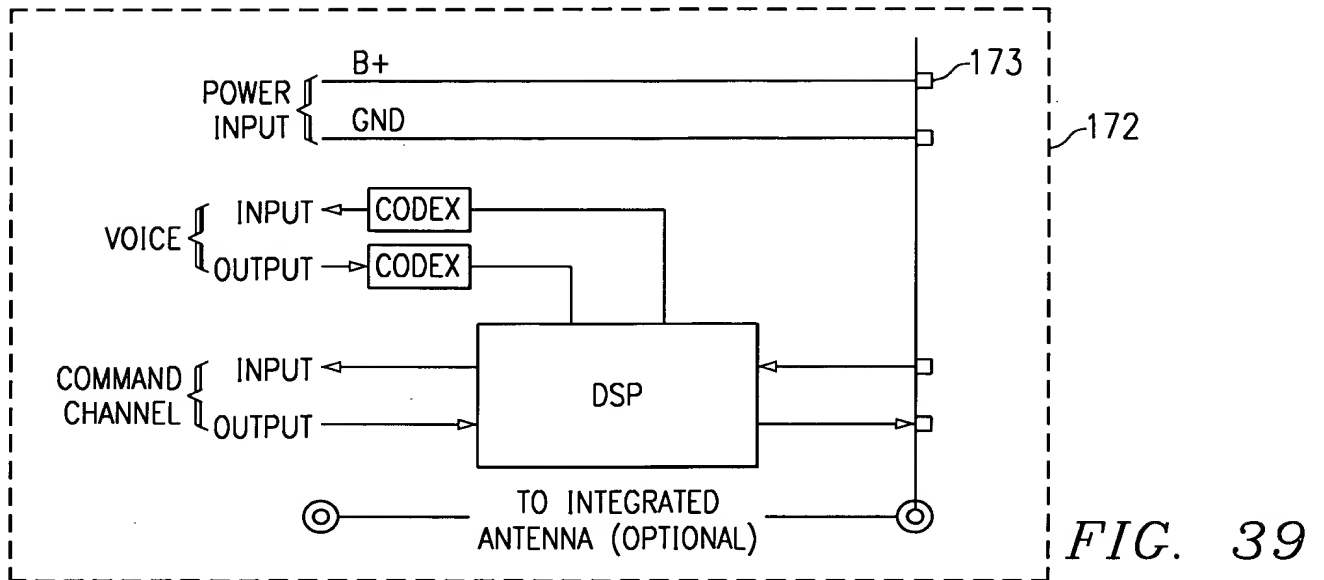 B+
173
POWER
INPUT
GND
172
INPUT
CODEX
VOICE
OUTPUT
CODEX
COMMAND
CHANNEL
INPUT
OUTPUT
DSP
TO INTEGRATED
ANTENNA (OPTIONAL)
FIG. 39